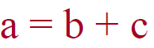 a = b + c